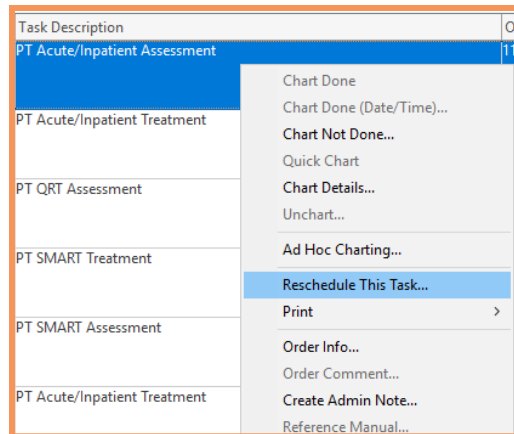 Task Description
O
PT Acute/Inpatient Assessment
11
Chart Done
Chart Done (Date/Time)...
PT Acute/Inpatient Treatment
Chart Not Done...
Quick Chart
PT QRT Assessment
Chart Details...
Unchart...
Ad Hoc Charting...
PT SMART Treatment
Reschedule This Task...
Print
PT SMART Assessment
Order Info...
Order Comment...
PT Acute/Inpatient Treatment
Create Admin Note...
Reference Manual...